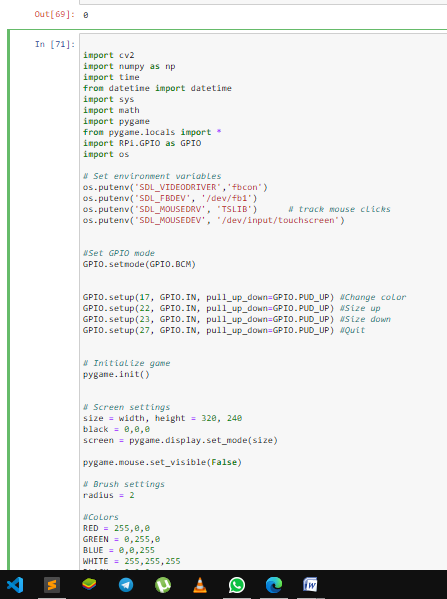 Out[69]: 0
In [71]:
import cv2
import numpy as np
import time
from datetime import datetime
import sys
import math
import pygame
from pygame.locals import *
import RPi.GPIO as GPIO
import os
# Set environment variables
os.putenv('SDL_VIDEODRIVER','fbcon')
os.putenv('SDL_FBDEV', '/dev/fb1')
os.putenv('SDL_MOUSEDRV', 'TSLIB')      # track mouse clicks
os.putenv('SDL_MOUSEDEV', '/dev/input/touchscreen')
#Set GPIO mode
GPIO.setmode(GPIO.BCM)
GPIO.setup(17, GPIO.IN, pull_up_down=GPIO.PUD_UP) #Change color
GPIO.setup(22, GPIO.IN, pull_up_down=GPIO.PUD_UP) #Size up
GPIO.setup(23, GPIO.IN, pull_up_down=GPIO.PUD_UP) #Size down
GPIO.setup(27, GPIO.IN, pull_up_down=GPIO.PUD_UP) #Quit
# Initialize game
pygame.init()
# Screen settings
size = width, height = 320, 240
black = 0,0,0
screen = pygame.display.set_mode(size)
pygame.mouse.set_visible(False)
# Brush settings
radius = 2
#Colors
RED = 255,0,0
GREEN = 0,255,0
BLUE = 0,0,255
WHITE = 255,255,255